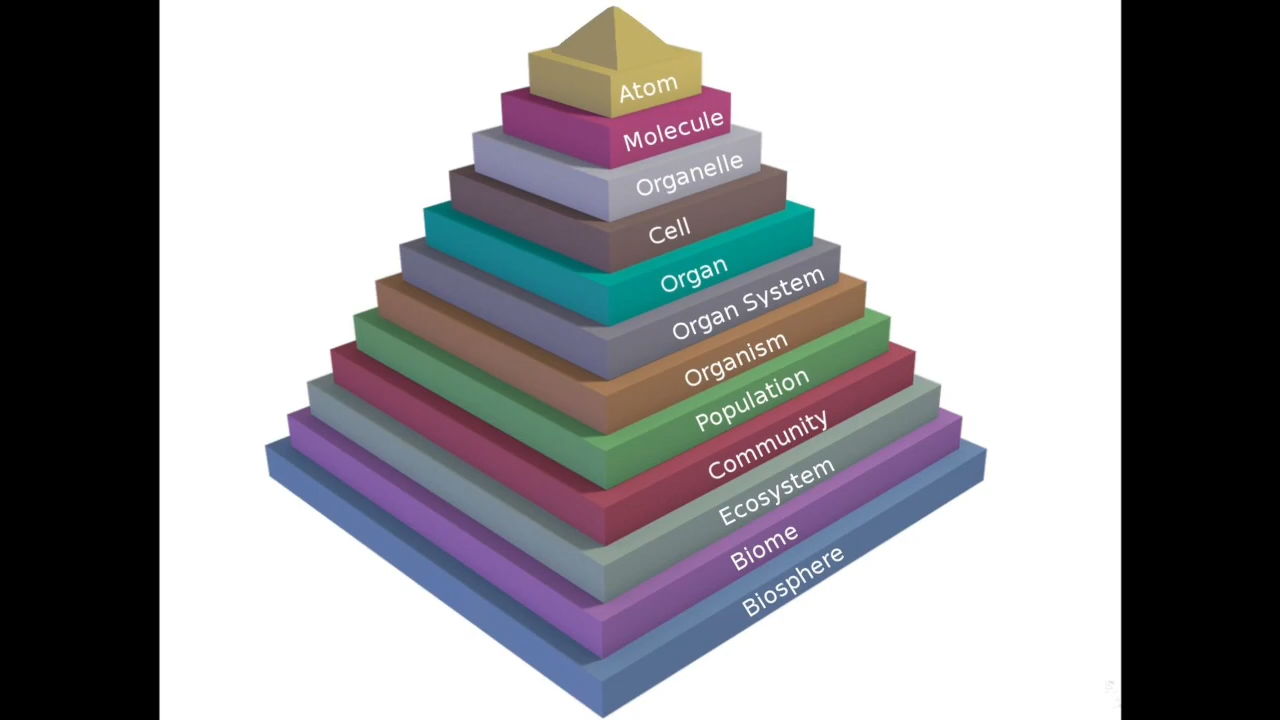 Atom
Molecule
Organelle
Cell
Organ
Organ System
Organism
Population
Community
Ecosystem
Biome
Biosphere